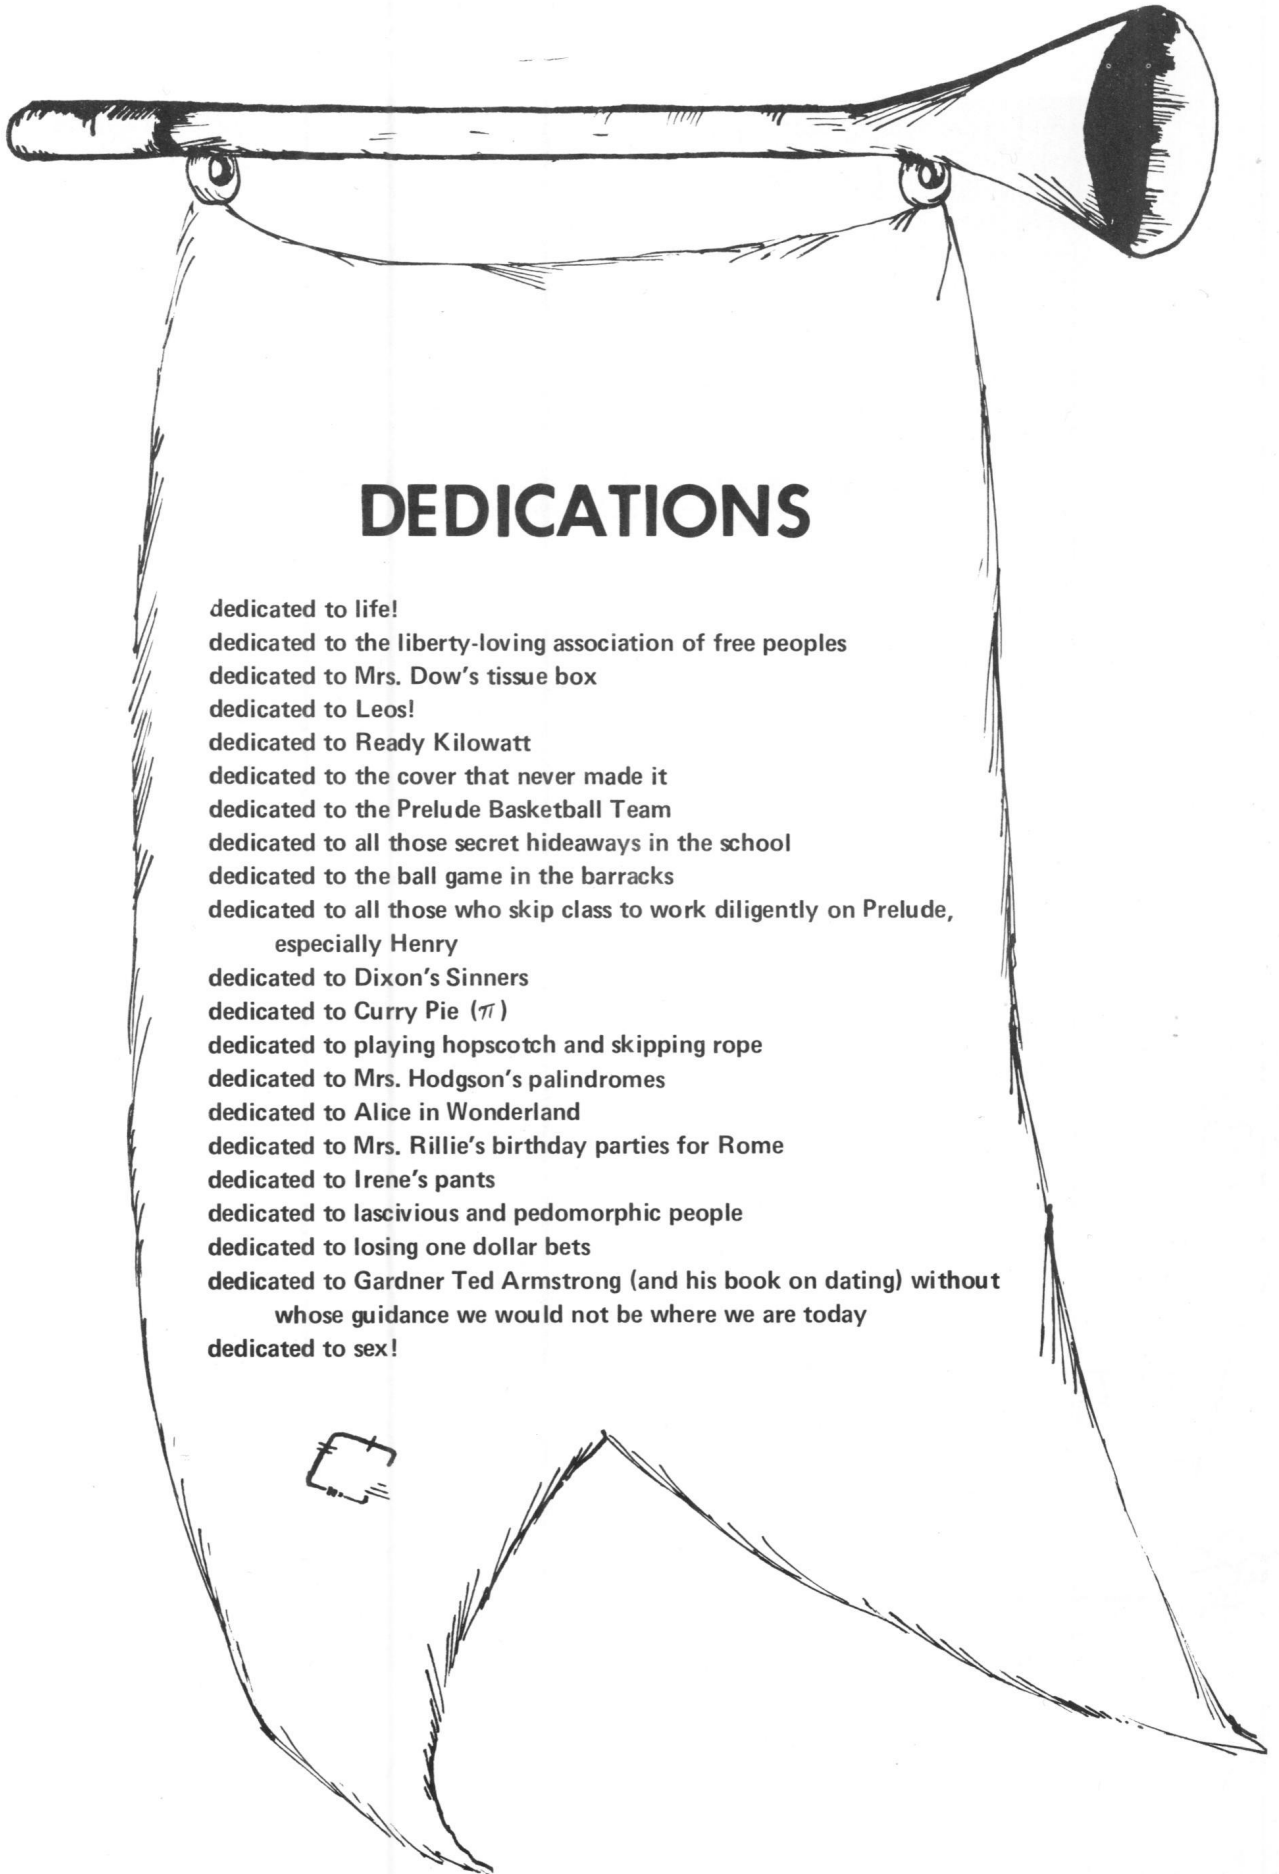 DEDICATIONS
dedicated to life!
dedicated to the liberty-loving association of free peoples
dedicated to Mrs. Dow's tissue box
dedicated to Leos!
dedicated to Ready Kilowatt
dedicated to the cover that never made it
dedicated to the Prelude Basketball Team
dedicated to all those secret hideaways in the school
dedicated to the ball game in the barracks
dedicated to all those who skip class to work diligently on Prelude,
especially Henry
dedicated to Dixon's Sinners
dedicated to Curry Pie (π)
dedicated to playing hopscotch and skipping rope
dedicated to Mrs. Hodgson's palindromes
dedicated to Alice in Wonderland
dedicated to Mrs. Rillie's birthday parties for Rome
dedicated to Irene's pants
dedicated to lascivious and pedomorphic people
dedicated to losing one dollar bets
dedicated to Gardner Ted Armstrong (and his book on dating) without
whose guidance we would not be where we are today
dedicated to sex!